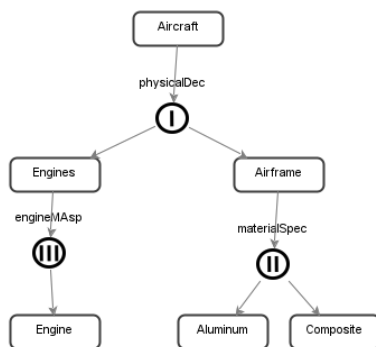 Aircraft
physicalDec
I
Engines
Airframe
engineMAsp
materialSpec
III
II
Engine
Aluminum
Composite